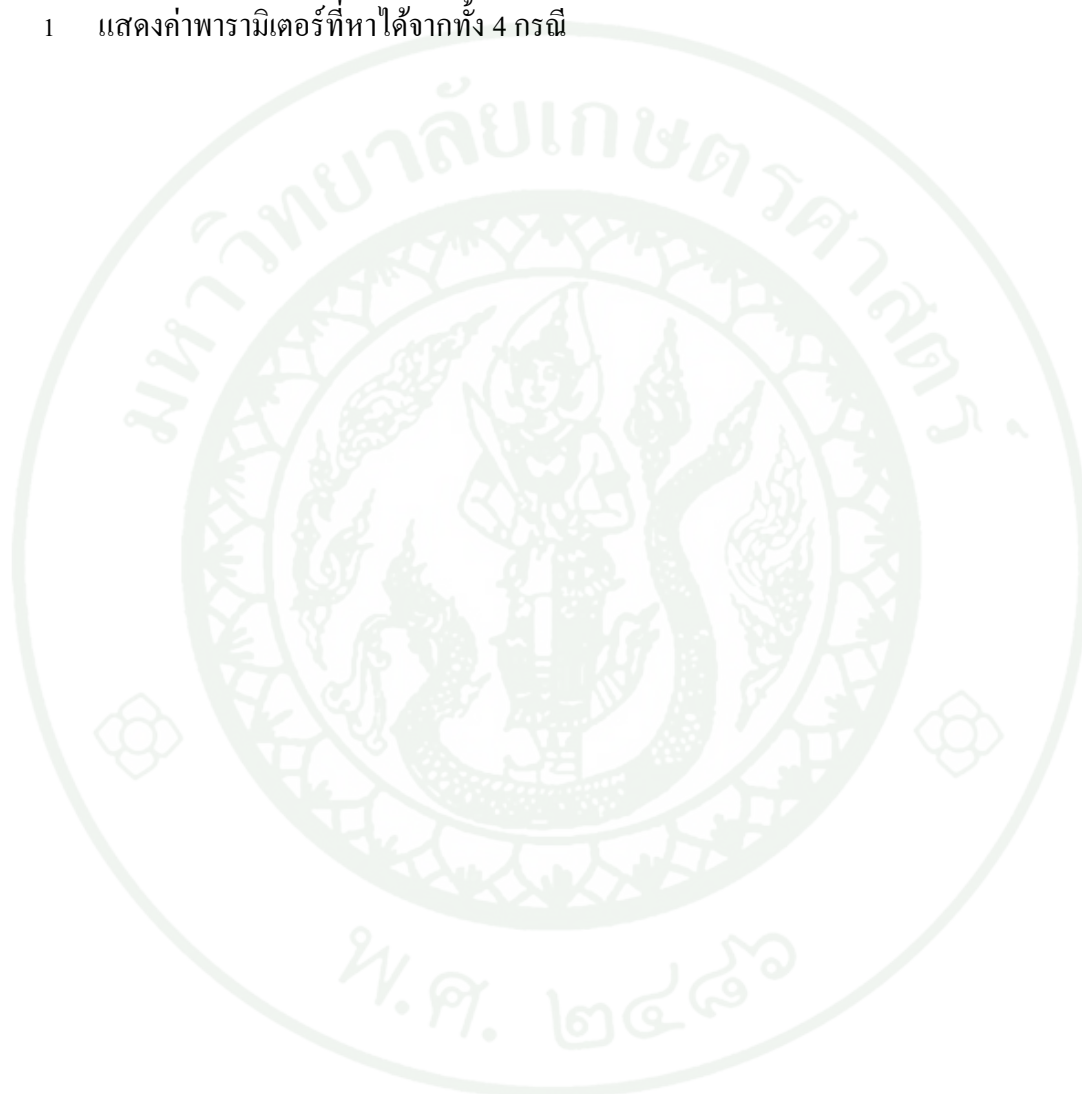 1 แสดงค่าพารามิเตอร์ที่หาได้จากทั้ง 4 กรณี
มหาวิทยาลัยเกษตรศาสตร์
พ.ศ. ๒๔๘๖